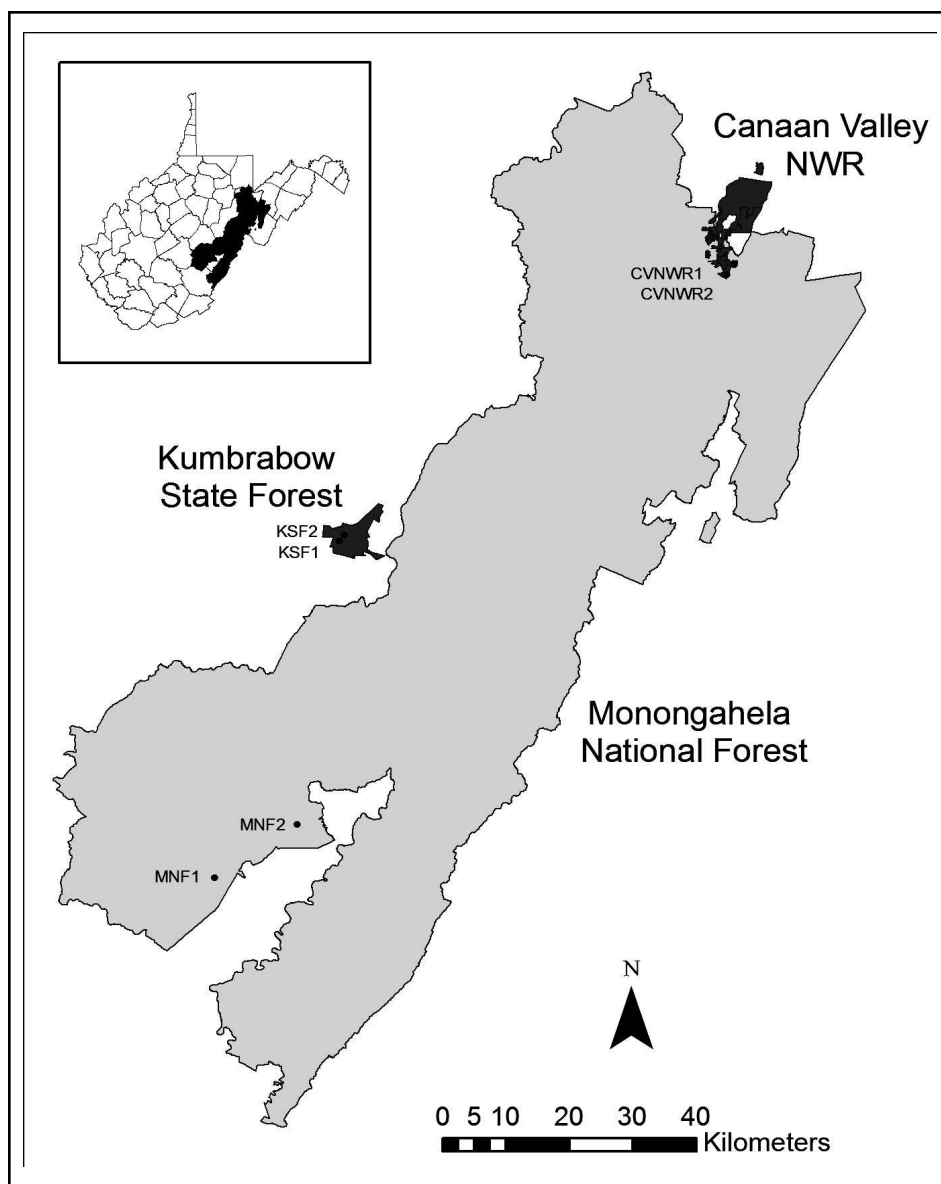 Canaan Valley
NWR
CVNWR1
CVNWR2
Kumbrabow
State Forest
KSF2
KSF1
Monongahela
National Forest
MNF2
MNF1
N
0 5 10 20 30 40
Kilometers